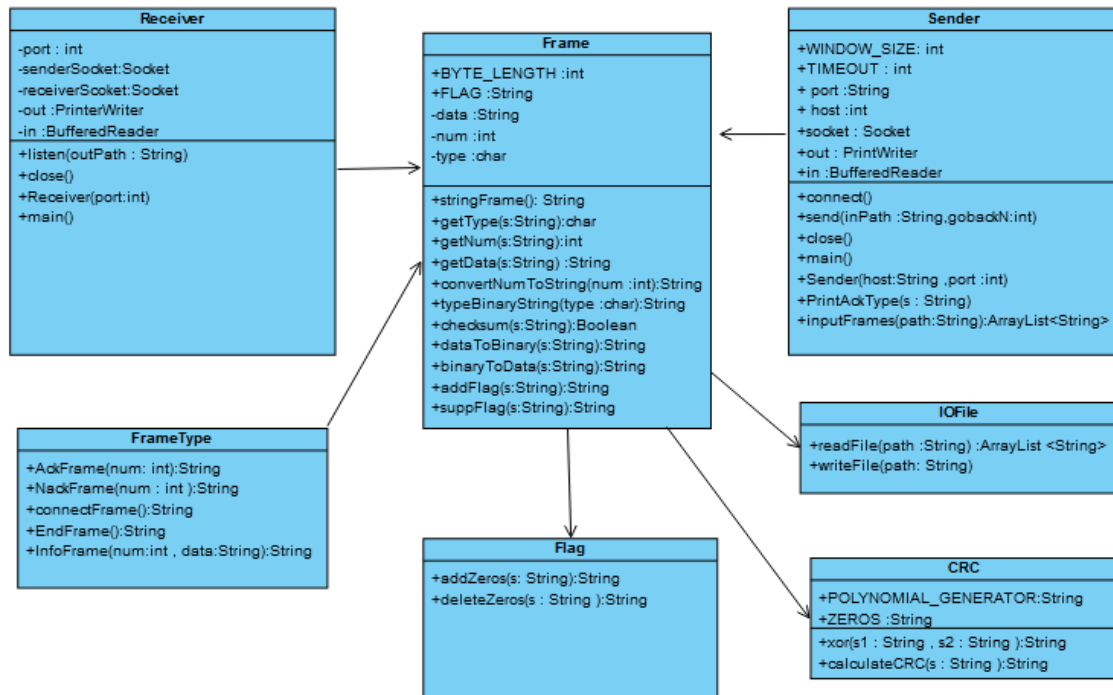 Receiver
-port : int
-senderSocket:Socket
-receiverScoket:Socket
-out :PrinterWriter
-in :BufferedReader
+listen(outPath : String)
+close()
+Receiver(port:int)
+main()
Frame
+BYTE_LENGTH :int
+FLAG :String
-data :String
-num :int
-type :char
+stringFrame(): String
+getType(s:String):char
+getNum(s:String):int
+getData(s:String) :String
+convertNumToString(num :int):String
+typeBinaryString(type :char):String
+checksum(s:String):Boolean
+dataToBinary(s:String):String
+binaryToData(s:String):String
+addFlag(s:String):String
+suppFlag(s:String):String
Sender
+WINDOW_SIZE: int
+TIMEOUT : int
+ port :String
+ host :int
+socket : Socket
+out : PrintWriter
+in :BufferedReader
+connect()
+send(inPath :String,gobackN:int)
+close()
+main()
+Sender(host:String ,port :int)
+PrintAckType(s : String)
+inputFrames(path:String):ArrayList<String>
FrameType
+AckFrame(num: int):String
+NackFrame(num : int ):String
+connectFrame():String
+EndFrame():String
+InfoFrame(num:int , data:String):String
IOFile
+readFile(path :String) :ArrayList <String>
+writeFile(path: String)
Flag
+addZeros(s: String):String
+deleteZeros(s : String ):String
CRC
+POLYNOMIAL_GENERATOR:String
+ZEROS :String
+xor(s1 : String , s2 : String ):String
+calculateCRC(s : String ):String